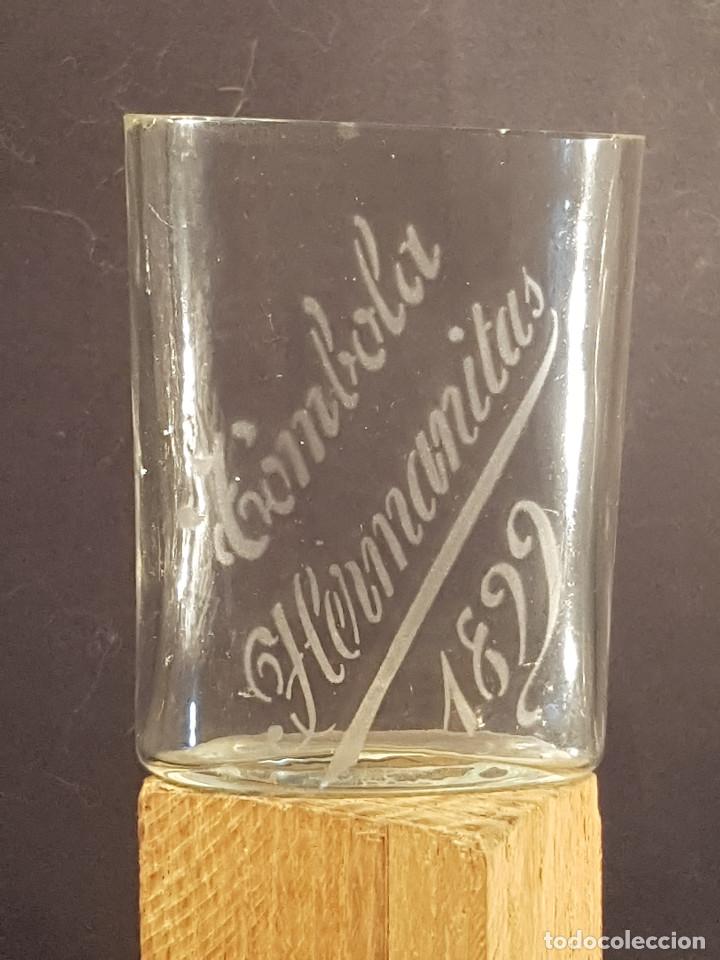 Tómbola
Hermanitas
1899
todocoleccion